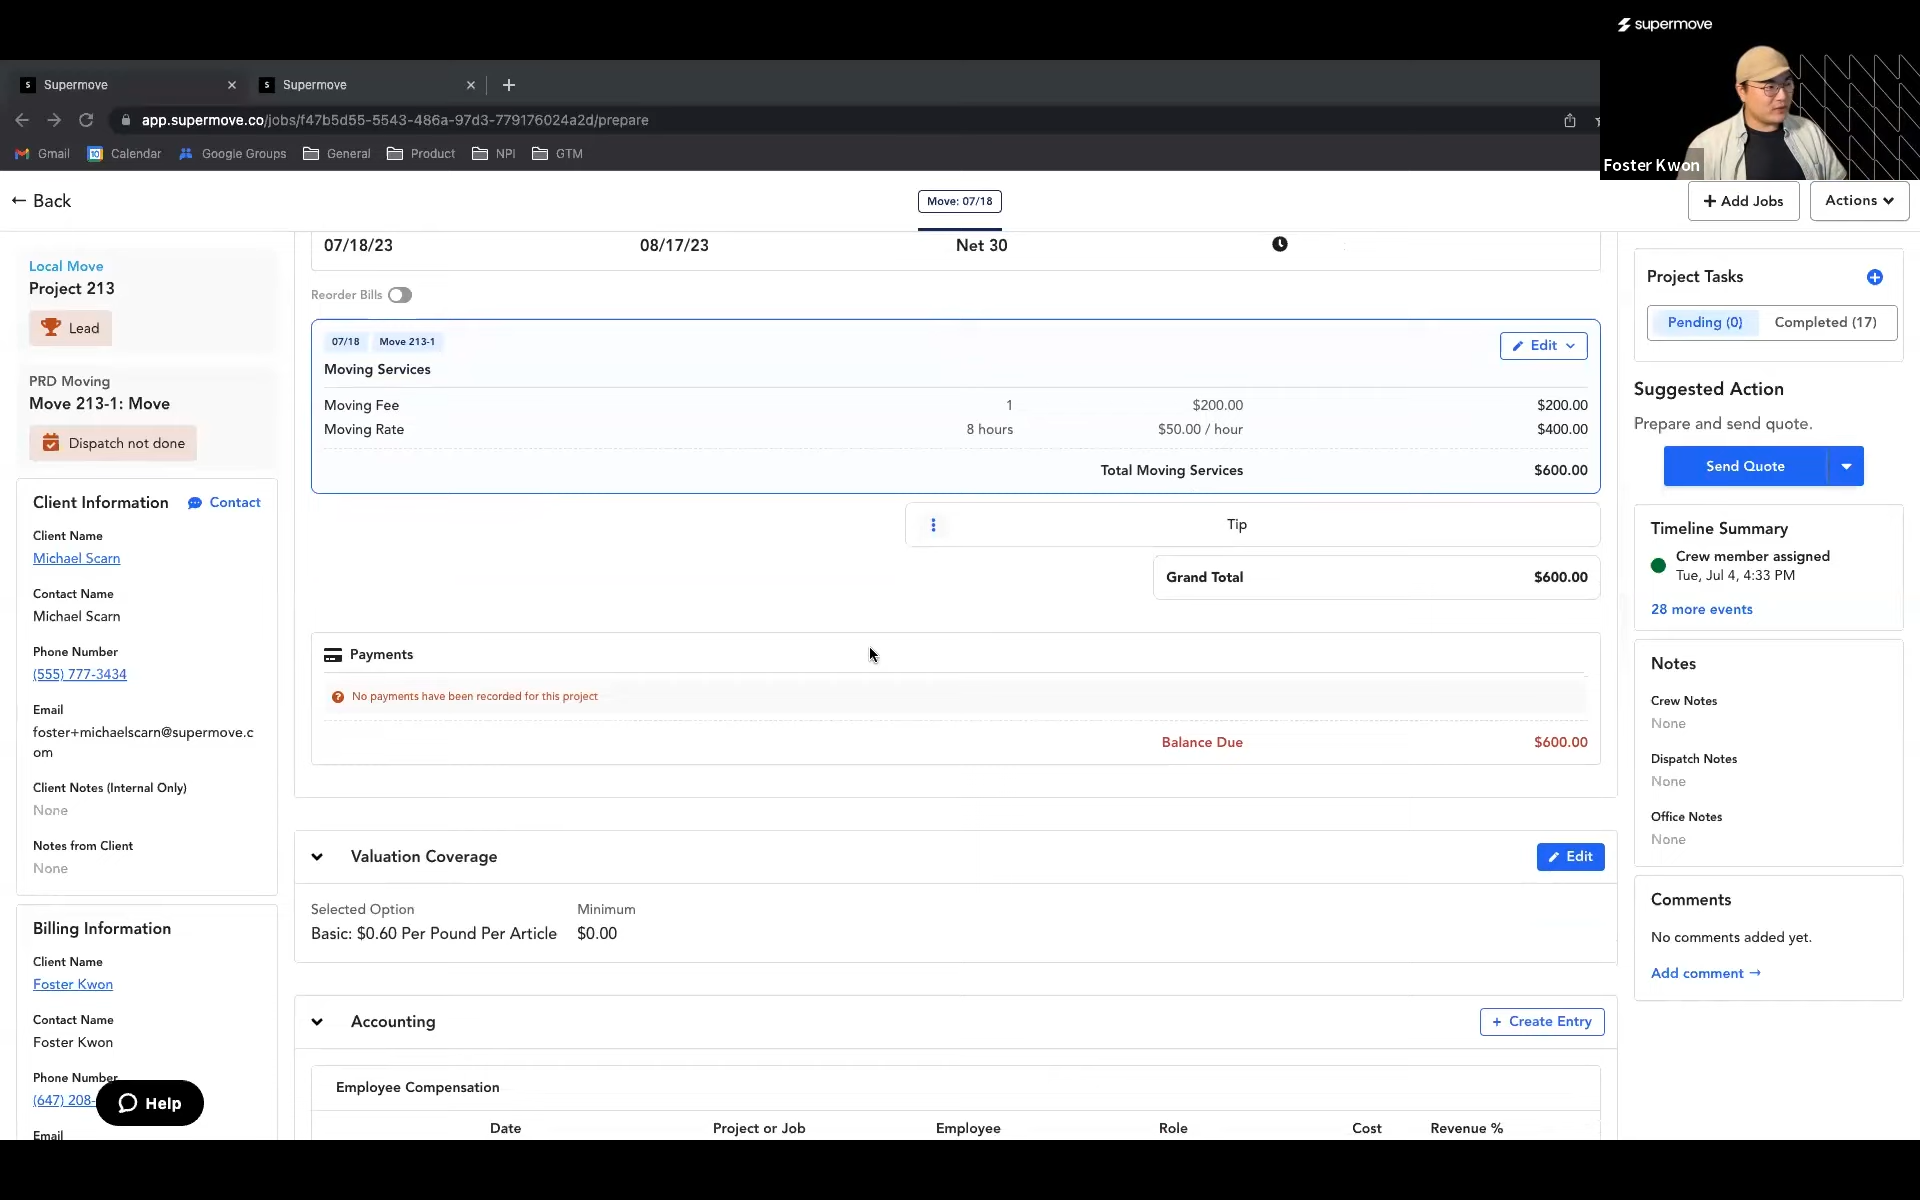 supermove
Supermove
Supermove
app.supermove.co/jobs/f47b5d55-5543-486a-97d3-779176024a2d/prepare
Gmail
Calendar
Google Groups
General
Product
NPI
GTM
Foster Kwon
← Back
Move: 07/18
+ Add Jobs
Actions
Local Move
Project 213
Lead
PRD Moving
Move 213-1: Move
Dispatch not done
Client Information
Contact
Client Name
Michael Scarn
Contact Name
Michael Scarn
Phone Number
(555) 777-3434
Email
foster+michaelscarn@supermove.c
om
Client Notes (Internal Only)
None
Notes from Client
None
Billing Information
Client Name
Foster Kwon
Contact Name
Foster Kwon
Phone Number
(647) 208-
Email
Help
07/18/23
08/17/23
Net 30
Reorder Bills
07/18
Move 213-1
Edit
Moving Services
Moving Fee 1 $200.00 $200.00
Moving Rate 8 hours $50.00 / hour $400.00
Total Moving Services $600.00
Tip
Grand Total $600.00
Payments
No payments have been recorded for this project
Balance Due $600.00
Valuation Coverage
Edit
Selected Option
Minimum
Basic: $0.60 Per Pound Per Article
$0.00
Accounting
+ Create Entry
Employee Compensation
Date Project or Job Employee Role Cost Revenue %
Project Tasks
Pending (0)
Completed (17)
Suggested Action
Prepare and send quote.
Send Quote
Timeline Summary
Crew member assigned
Tue, Jul 4, 4:33 PM
28 more events
Notes
Crew Notes
None
Dispatch Notes
None
Office Notes
None
Comments
No comments added yet.
Add comment →